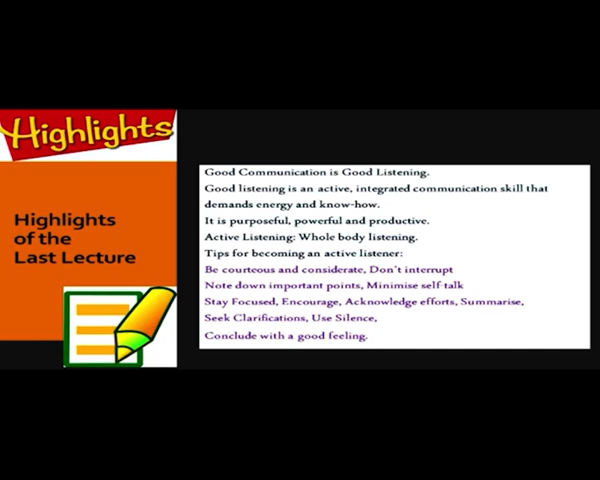 Highlights
Highlights
of the
Last Lecture
Good Communication is Good Listening.
Good listening is an active, integrated communication skill that
demands energy and know-how.
It is purposeful, powerful and productive.
Active Listening: Whole body listening.
Tips for becoming an active listener:
Be courteous and considerate, Don't interrupt
Note down important points, Minimise self-talk
Stay Focused, Encourage, Acknowledge efforts, Summarise,
Seek Clarifications, Use Silence,
Conclude with a good feeling.